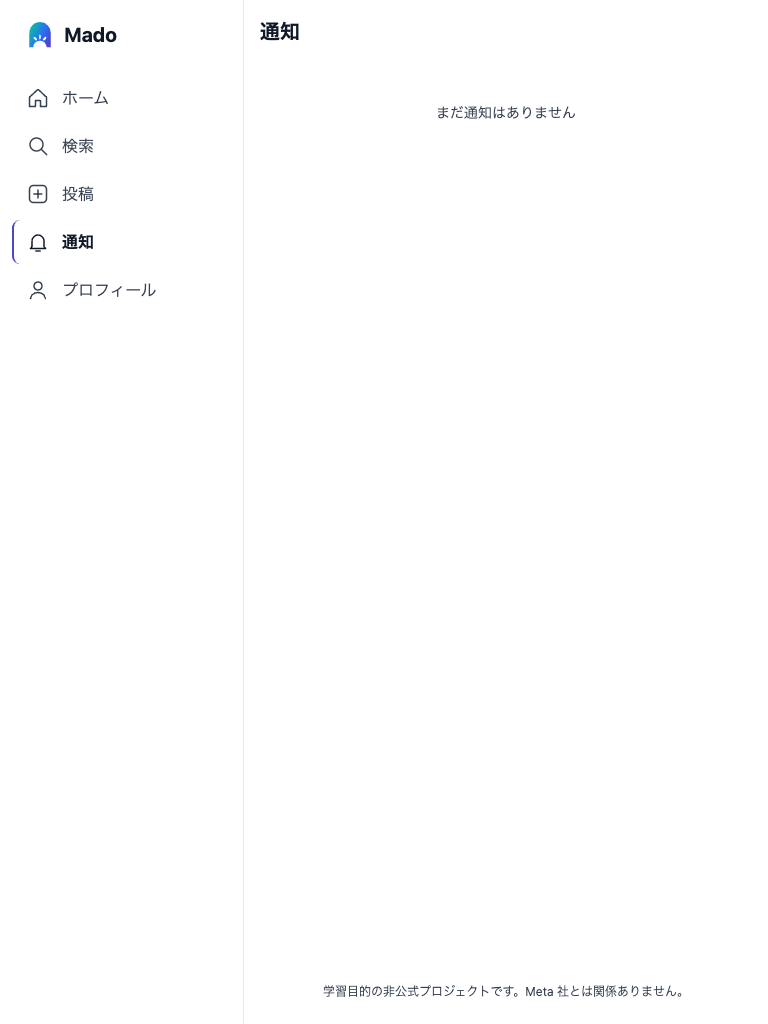 Mado
ホーム
検索
投稿
通知
プロフィール
通知
まだ通知はありません
学習目的の非公式プロジェクトです。Meta 社とは関係ありません。